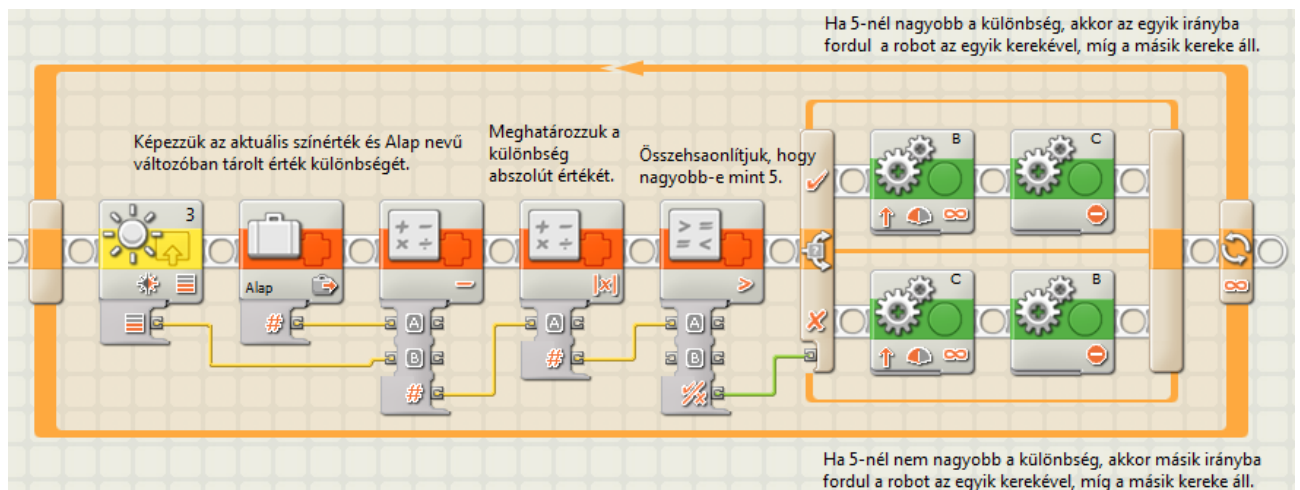 Ha 5-nél nagyobb a különbség, akkor az egyik irányba
fordul a robot az egyik kerekével, míg a másik kereke áll.
Képezzük az aktuális színérték és Alap nevű
változóban tárolt érték különbségét.
Meghatározzuk a
különbség
abszolút értékét.
Összehsaonlítjuk, hogy
nagyobb-e mint 5.
B
C
3
Alap
|x|
C
B
#
A
A
A
B
#
B
#
#
Ha 5-nél nem nagyobb a különbség, akkor másik irányba
fordul a robot az egyik kerekével, míg a másik kereke áll.